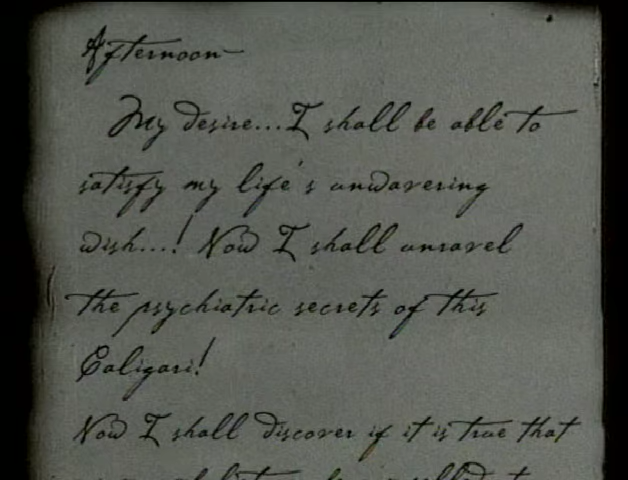 Afternoon—
My desire...I shall be able to
satisfy my life's unwavering
wish...! Now I shall unravel
the psychiatric secrets of this
Caligari!
Now I shall discover if it is true that